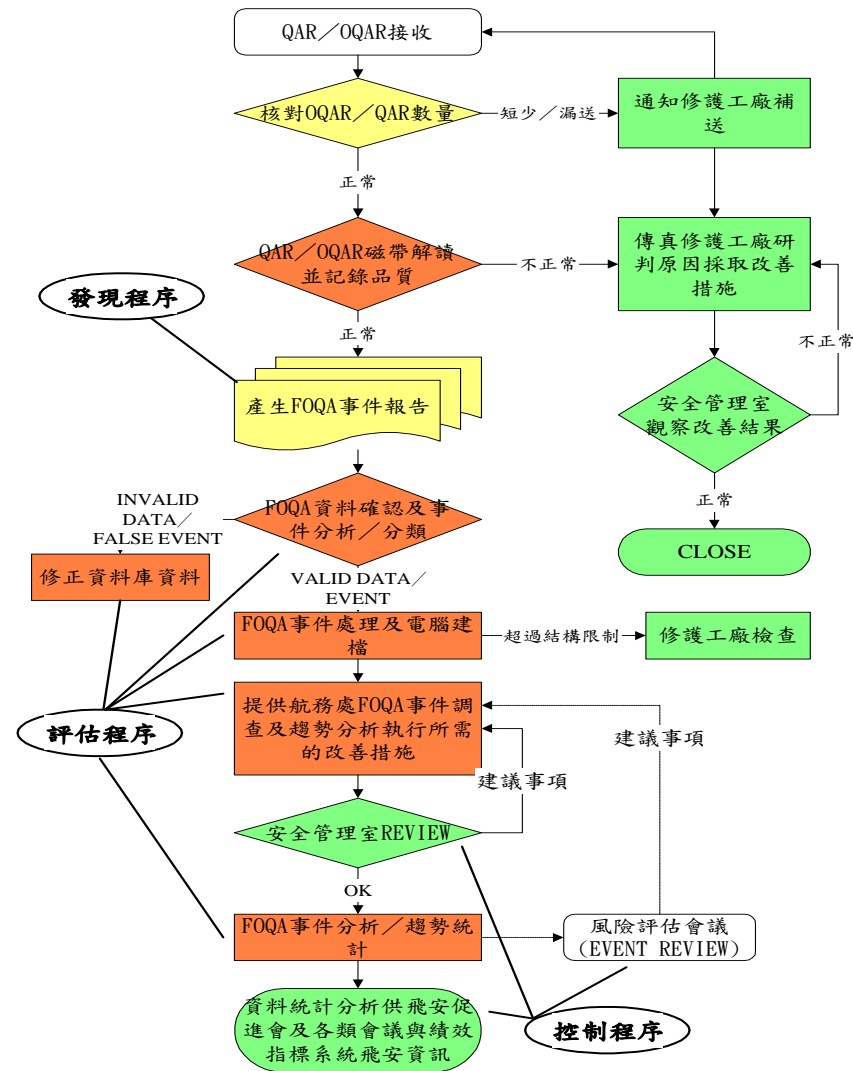 QAR／OQAR接收
核對OQAR／QAR數量
短少／漏送
通知修護工廠補
送
正常
QAR／OQAR磁帶解讀
並記錄品質
不正常
傳真修護工廠研
判原因採取改善
措施
發現程序
正常
不正常
產生FOQA事件報告
安全管理室
觀察改善結果
INVALID
DATA／
FALSE EVENT
FOQA資料確認及事
件分析／分類
正常
CLOSE
修正資料庫資料
VALID DATA／
EVENT
FOQA事件處理及電腦建
檔
超過結構限制
修護工廠檢查
提供航務處FOQA事件調
查及趨勢分析執行所需
的改善措施
評估程序
建議事項
建議事項
安全管理室REVIEW
OK
FOQA事件分析／趨勢統
計
風險評估會議
(EVENT REVIEW)
資料統計分析供飛安促
進會及各類會議與績效
指標系統飛安資訊
控制程序